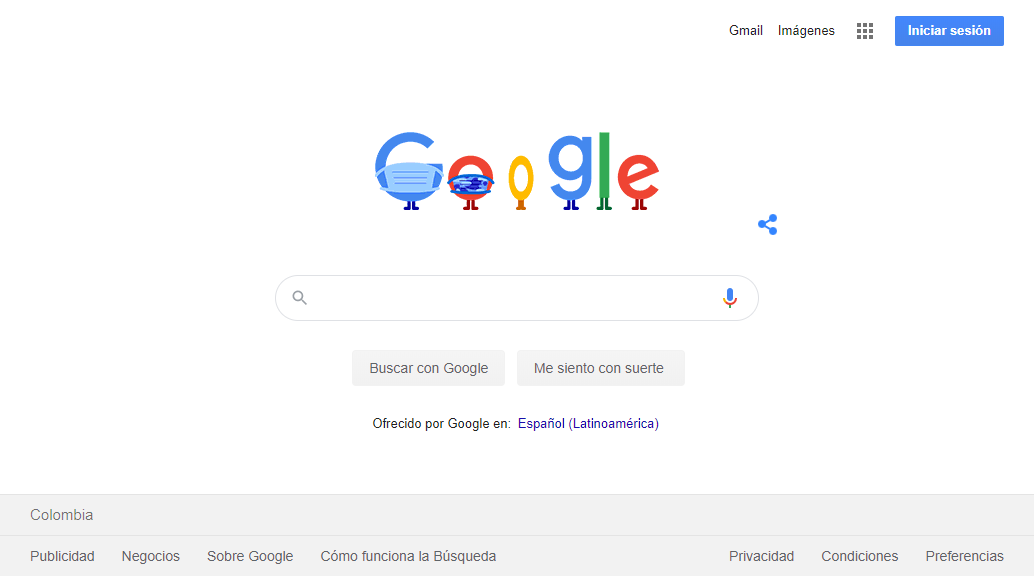 Gmail Imágenes Iniciar sesión
Google
Buscar con Google Me siento con suerte
Ofrecido por Google en: Español (Latinoamérica)
Colombia
Publicidad Negocios Sobre Google Cómo funciona la Búsqueda Privacidad Condiciones Preferencias